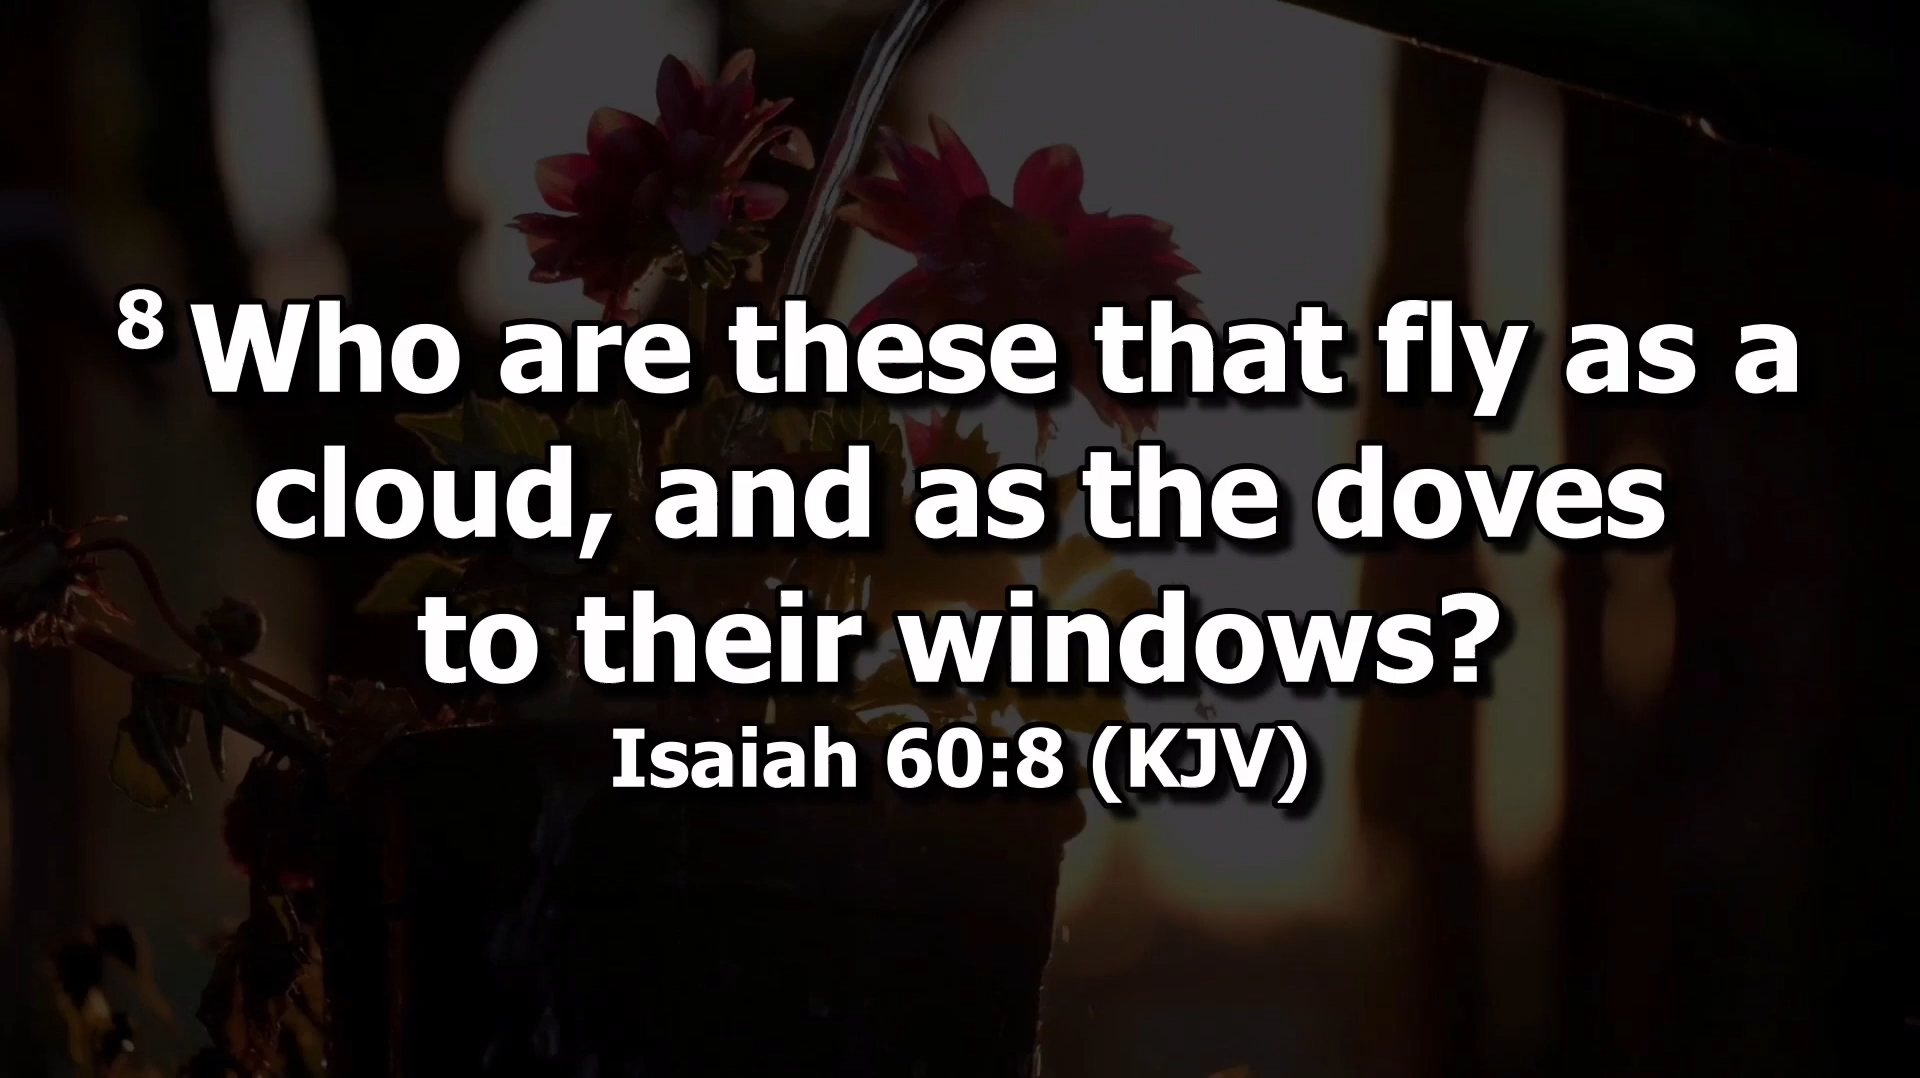 8 Who are these that fly as a
cloud, and as the doves
to their windows?
Isaiah 60:8 (KJV)